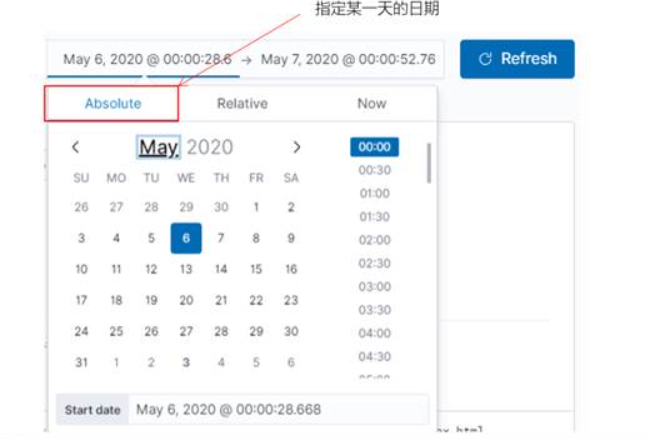 指定某一天的日期
May 6, 2020 @ 00:00:28.6 → May 7, 2020 @ 00:00:52.76 Refresh
Absolute Relative Now
May 2020
SU MO TU WE TH FR SA
26 27 28 29 30 1 2
3 4 5 6 7 8 9
10 11 12 13 14 15 16
17 18 19 20 21 22 23
24 25 26 27 28 29 30
31 1 2 3 4 5 6
00:00
00:30
01:00
01:30
02:00
02:30
03:00
03:30
04:00
04:30
Start date May 6, 2020 @ 00:00:28.668